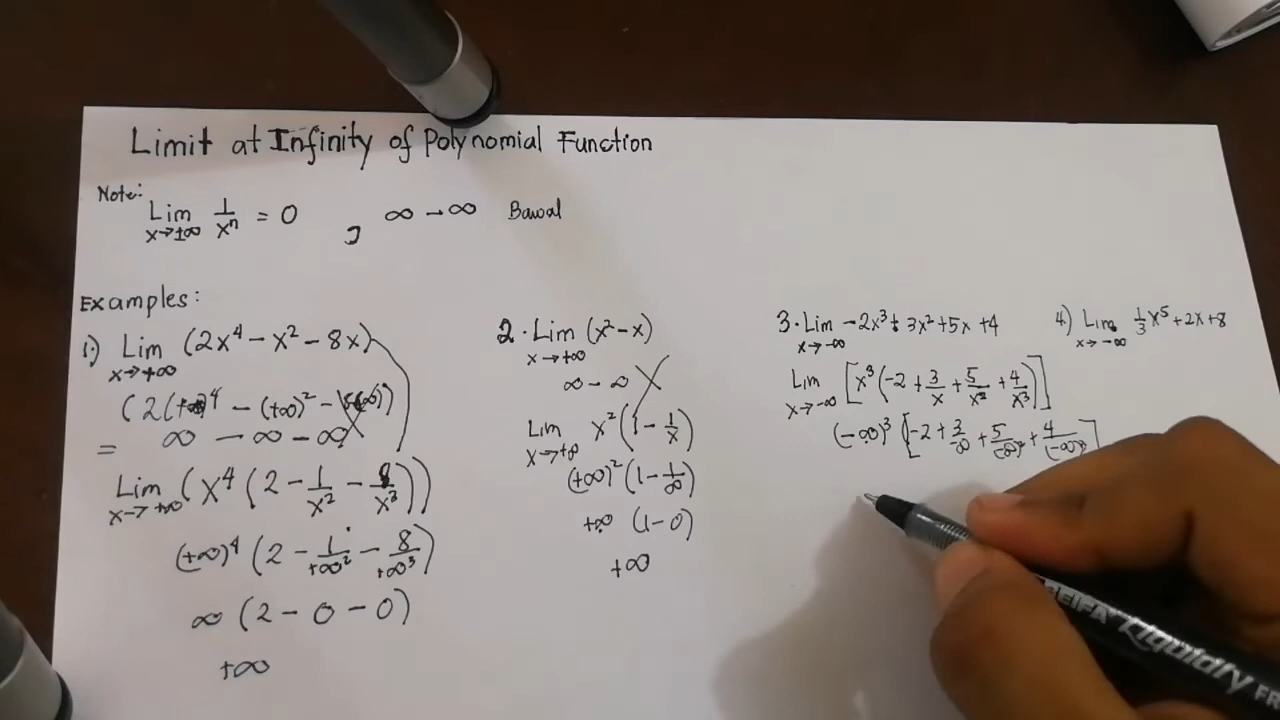 Limit at Infinity of Polynomial Function
Note:
Lim 1/xⁿ = 0 , ∞ - ∞ Bawal
x→±∞
Examples:
1.) Lim (2x⁴ - x² - 8x)
x→+∞
(2(+∞)⁴ - (+∞)² - 8(+∞))
= ∞ - ∞ - ∞
Lim (x⁴ (2 - 1/x² - 8/x³))
x→+∞
(+∞)⁴ (2 - 1/+∞² - 8/+∞³)
∞ (2 - 0 - 0)
+∞
2. Lim (x² - x)
x→+∞
∞ - ∞
Lim x² (1 - 1/x)
x→+∞
(+∞)² (1 - 1/∞)
+∞ (1 - 0)
+∞
3. Lim -2x³ + 3x² + 5x + 4
x→-∞
Lim [x³ (-2 + 3/x + 5/x² + 4/x³)]
x→-∞
(-∞)³ [-2 + 3/-∞ + 5/(-∞)² + 4/(-∞)³]
4.) Lim 1/3 x⁵ + 2x + 8
x→-∞
Liquidry